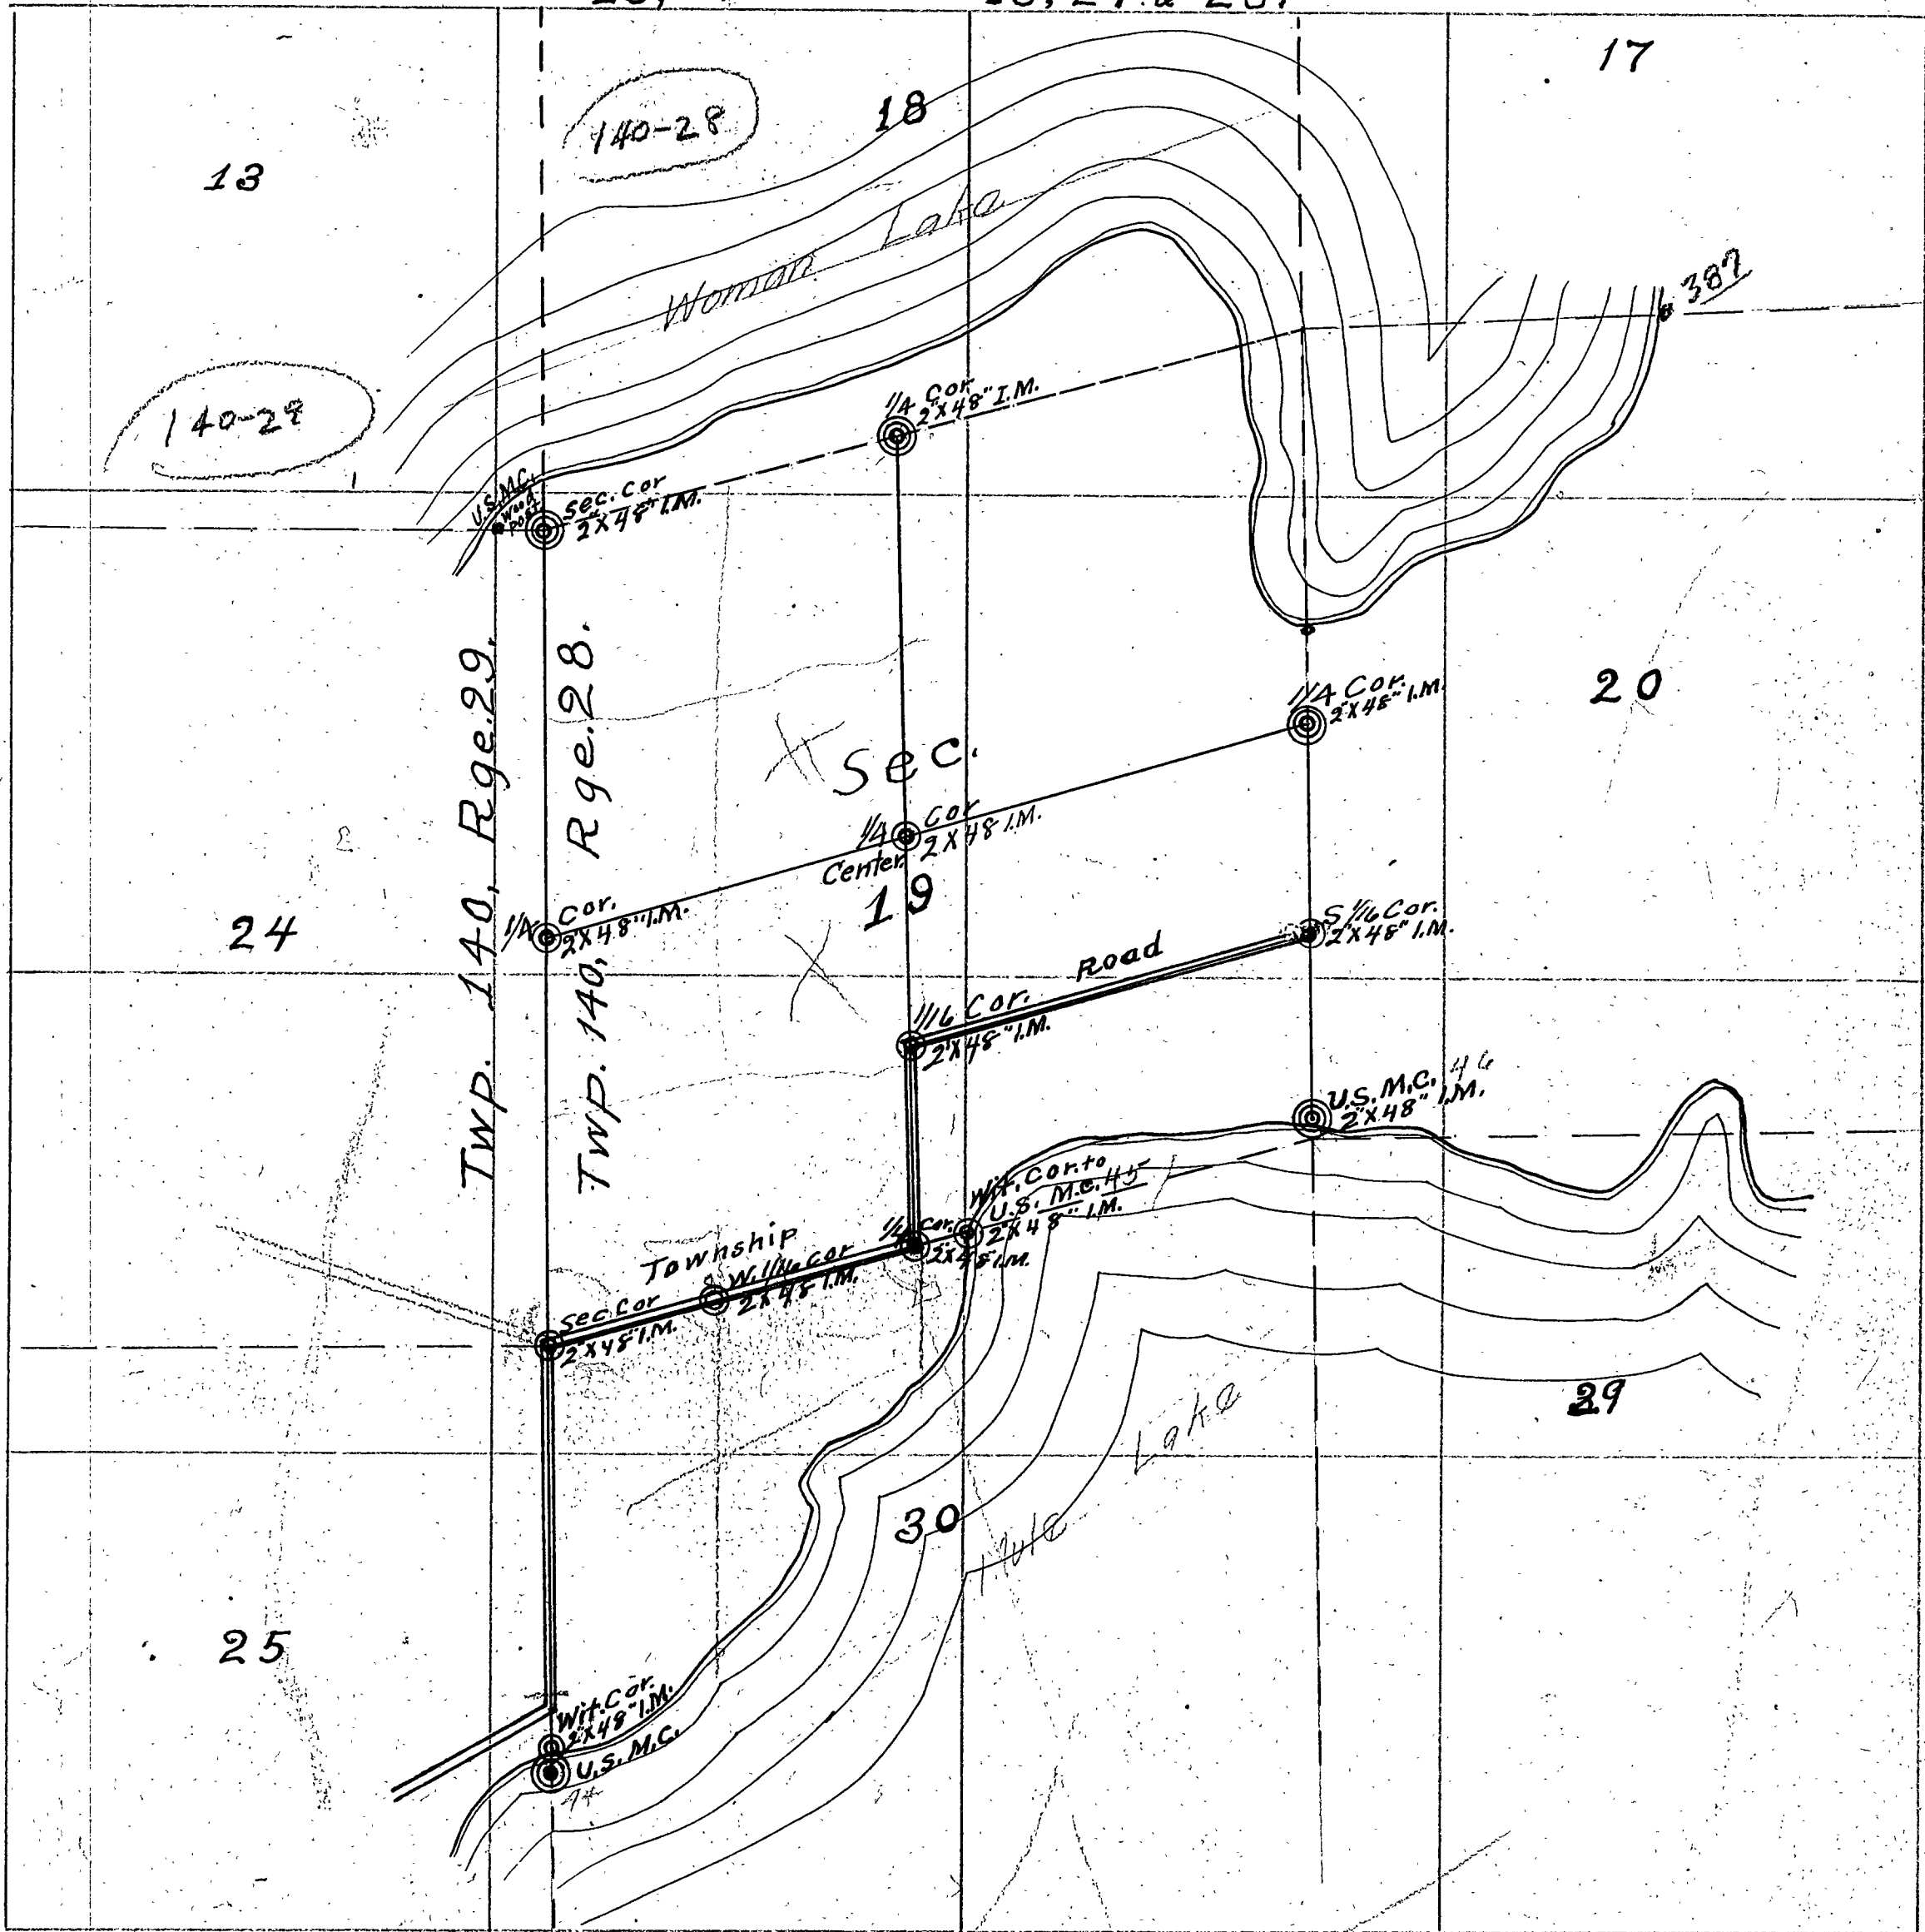 17
140-28
18
13
Woman Lake
387
1/4 Cor.
2"X48" I.M.
140-29
U.S.M.C.
Wood
Post
Sec. Cor
2"X48" I.M.
Twp. 140, Rge. 29.
Twp. 140, Rge. 28.
1/4 Cor.
2"X48" I.M.
20
Sec.
1/4 Cor
Center 2X48 I.M.
19
1/4 Cor.
2"X48" I.M.
24
S 1/16 Cor.
2"X48" I.M.
Road
1/16 Cor.
2"X48" I.M.
U.S.M.C. 46
2"X48" I.M.
Wit. Cor. to
U.S. M.C. 45
2"X48" I.M.
1/4 Cor.
2"X48" I.M.
Township
W. 1/16 Cor
2"X48" I.M.
Sec. Cor
2"X48" I.M.
29
Lake
30
25
Wit. Cor.
2"X48" I.M.
U.S. M.C.